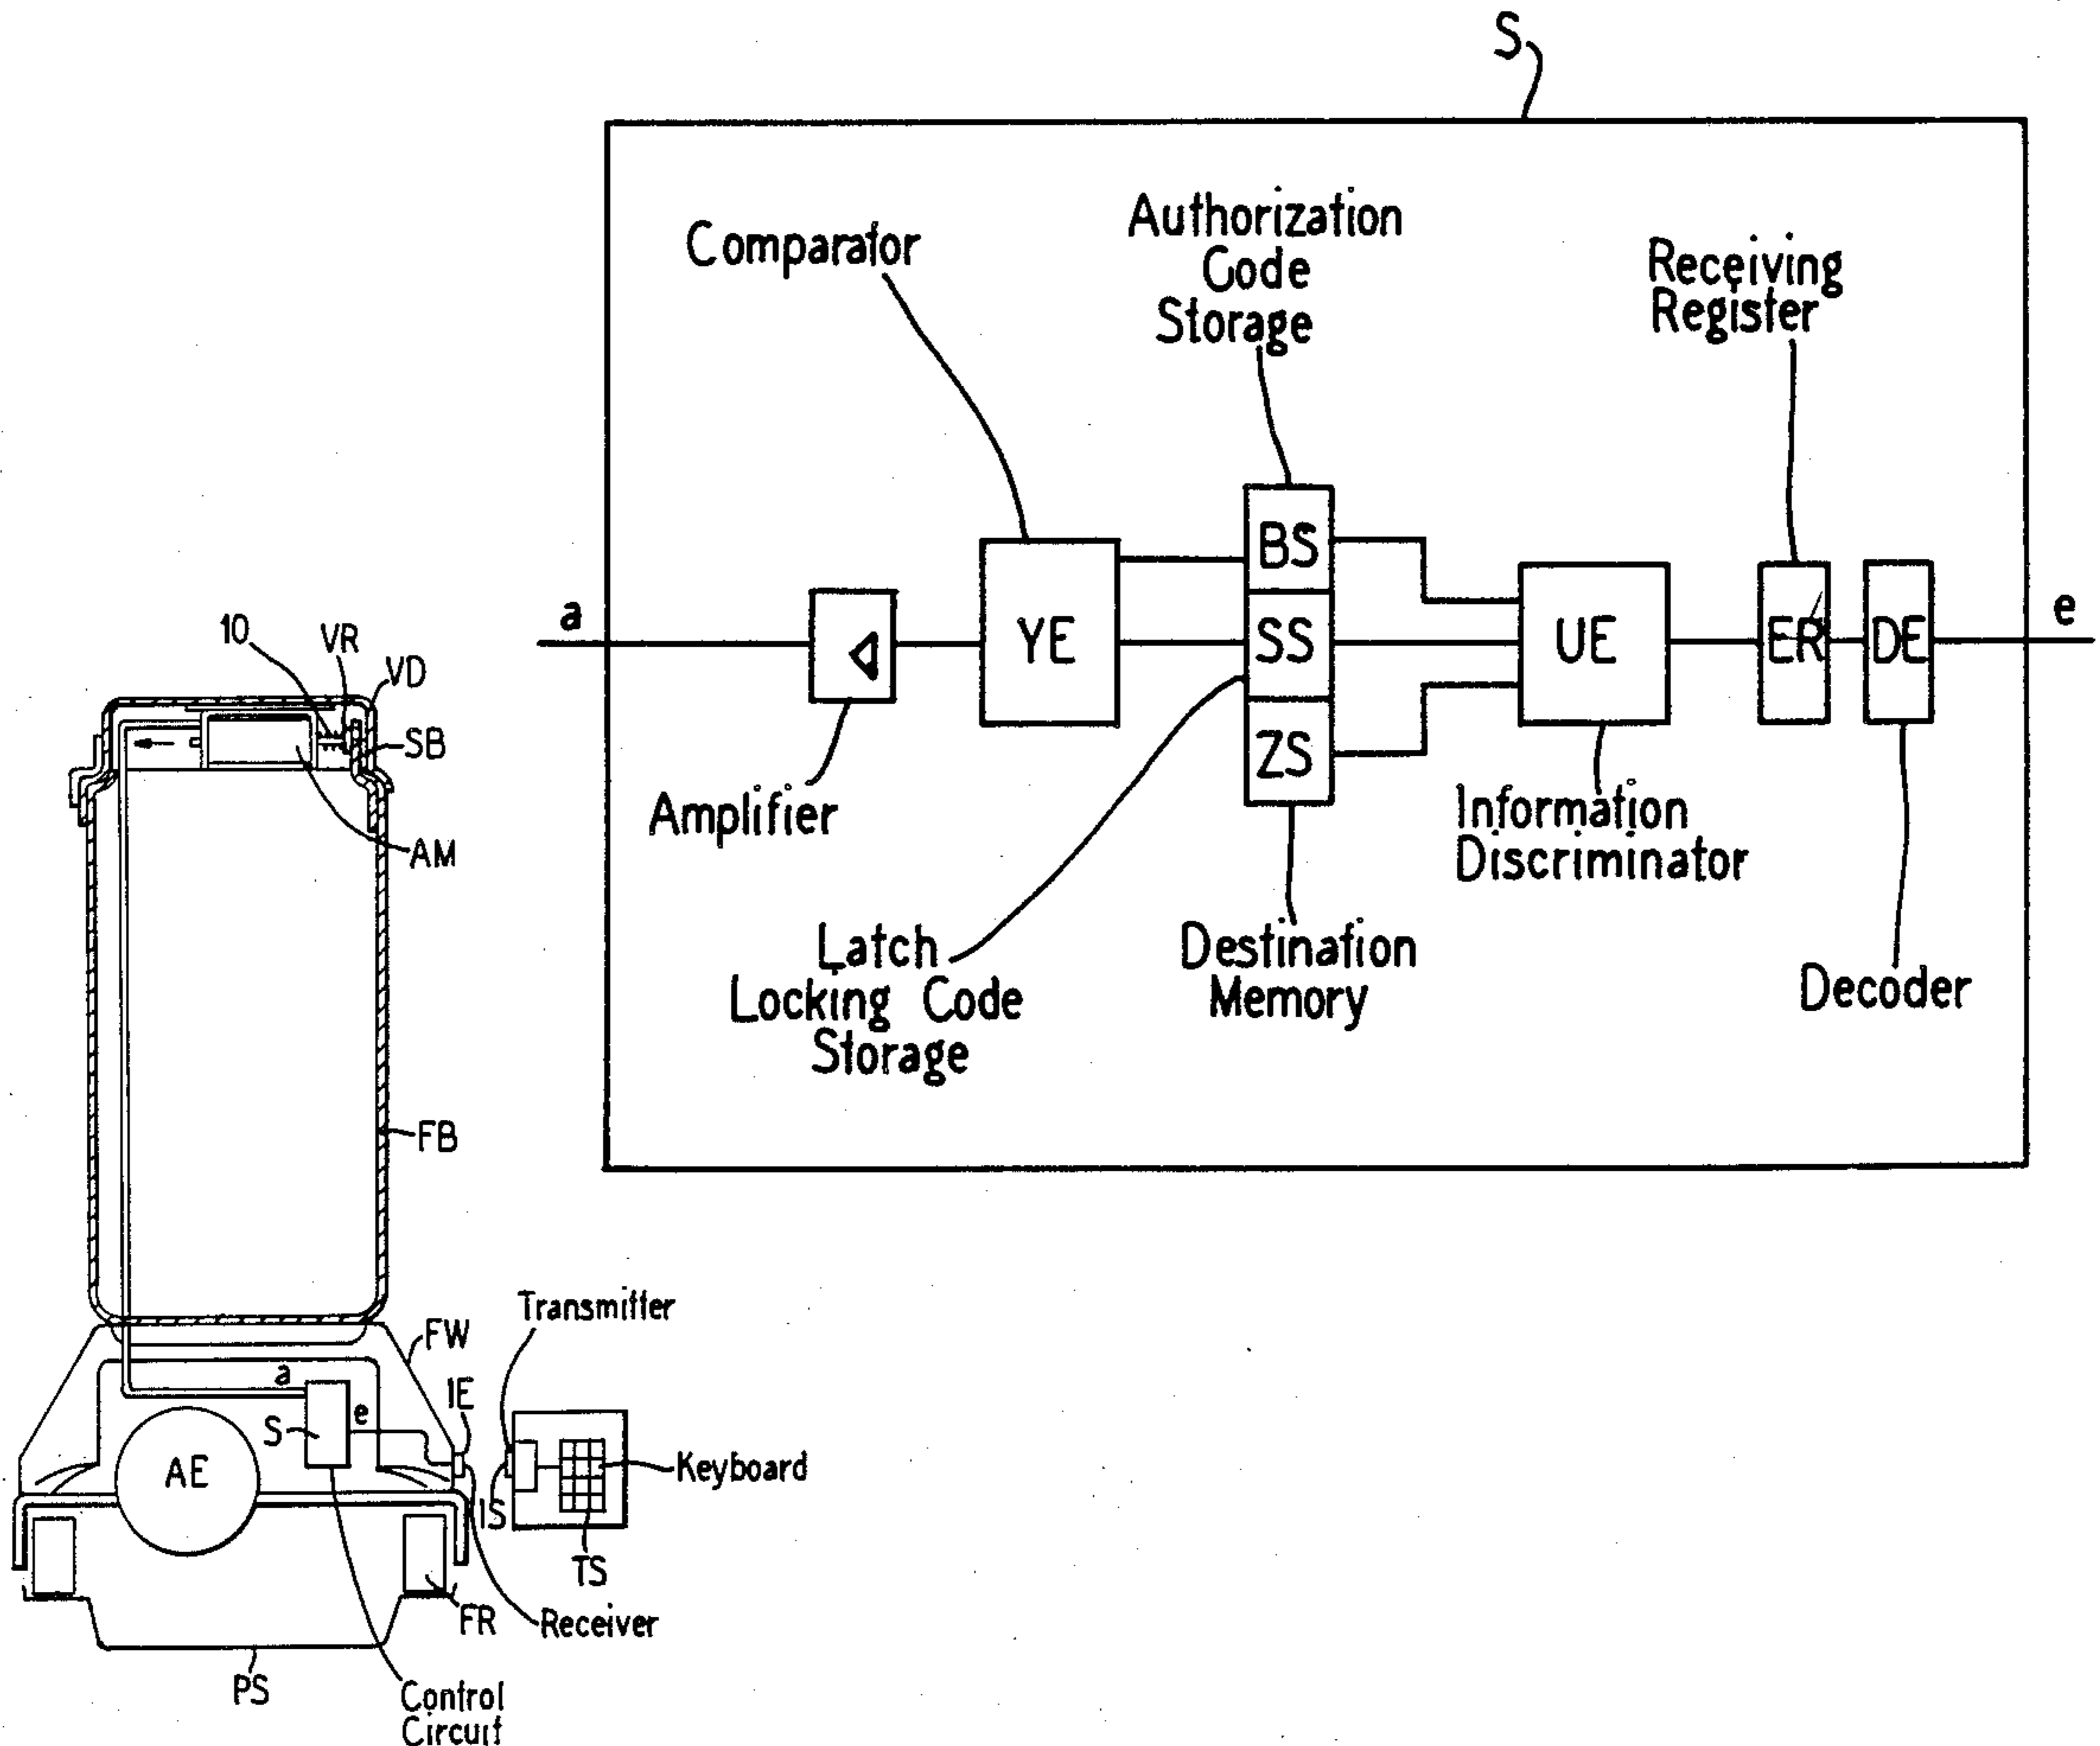 S
Comparator
Authorization
Code
Storage
Receiving
Register
BS
a
YE
SS
UE
ER
DE
e
ZS
Amplifier
Information
Discriminator
Latch
Locking Code
Storage
Destination
Memory
Decoder
10
VR
VD
SB
AM
FB
Transmitter
FW
a
IE
e
S
AE
Keyboard
IS
TS
FR
Receiver
PS
Control
Circuit